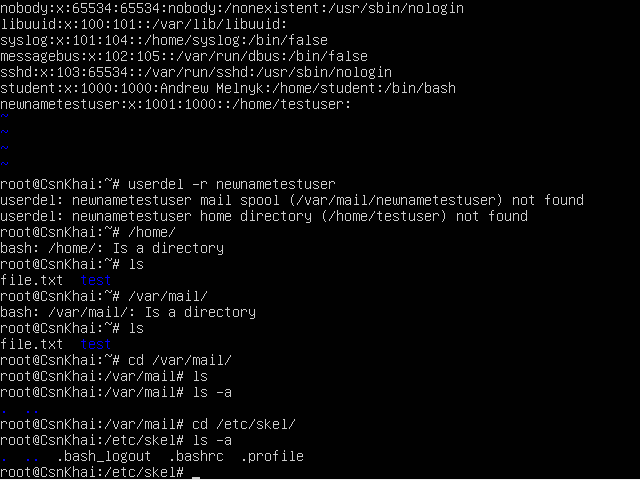 nobody:x:65534:65534:nobody:/nonexistent:/usr/sbin/nologin
libuuid:x:100:101::/var/lib/libuuid:
syslog:x:101:104::/home/syslog:/bin/false
messagebus:x:102:105::/var/run/dbus:/bin/false
sshd:x:103:65534::/var/run/sshd:/usr/sbin/nologin
student:x:1000:1000:Andrew Melnyk:/home/student:/bin/bash
newnametestuser:x:1001:1000::/home/testuser:
~
~
~
~
root@CsnKhai:~# userdel -r newnametestuser
userdel: newnametestuser mail spool (/var/mail/newnametestuser) not found
userdel: newnametestuser home directory (/home/testuser) not found
root@CsnKhai:~# /home/
bash: /home/: Is a directory
root@CsnKhai:~# ls
file.txt  test
root@CsnKhai:~# /var/mail/
bash: /var/mail/: Is a directory
root@CsnKhai:~# ls
file.txt  test
root@CsnKhai:~# cd /var/mail/
root@CsnKhai:/var/mail# ls
root@CsnKhai:/var/mail# ls -a
.  ..
root@CsnKhai:/var/mail# cd /etc/skel/
root@CsnKhai:/etc/skel# ls -a
.  ..  .bash_logout  .bashrc  .profile
root@CsnKhai:/etc/skel# _